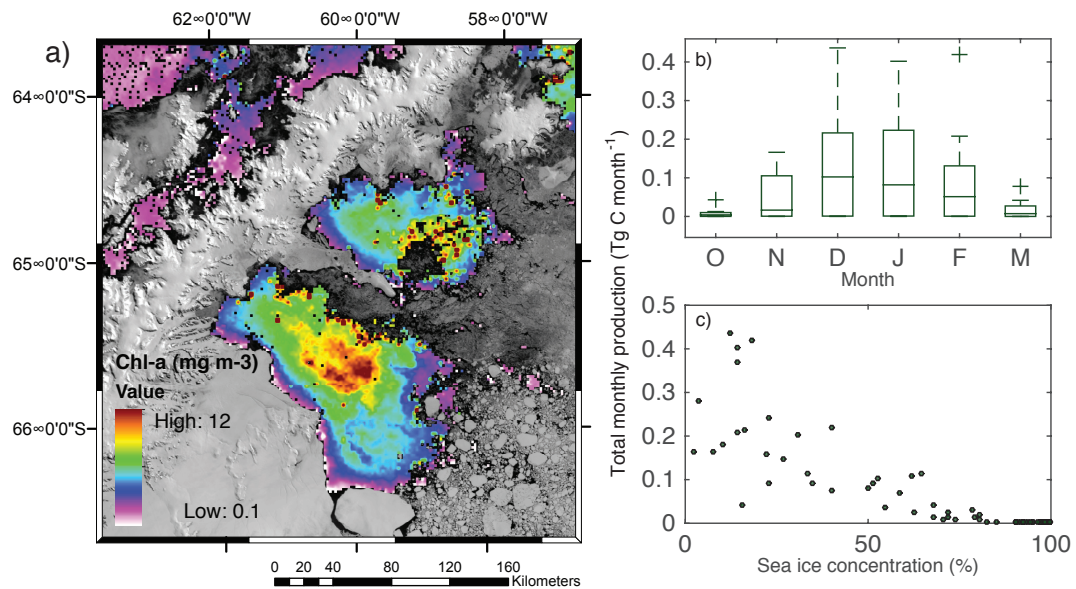 a)
62∞0'0"W 60∞0'0"W 58∞0'0"W
64∞0'0"S
65∞0'0"S
66∞0'0"S
Chl-a (mg m-3)
Value
High: 12
Low: 0.1
0 20 40 80 120 160
Kilometers
b)
0.4
0.3
0.2
0.1
0
O N D J F M
Month
Total monthly production (Tg C month⁻¹)
c)
0.5
0.4
0.3
0.2
0.1
0
0 50 100
Sea ice concentration (%)